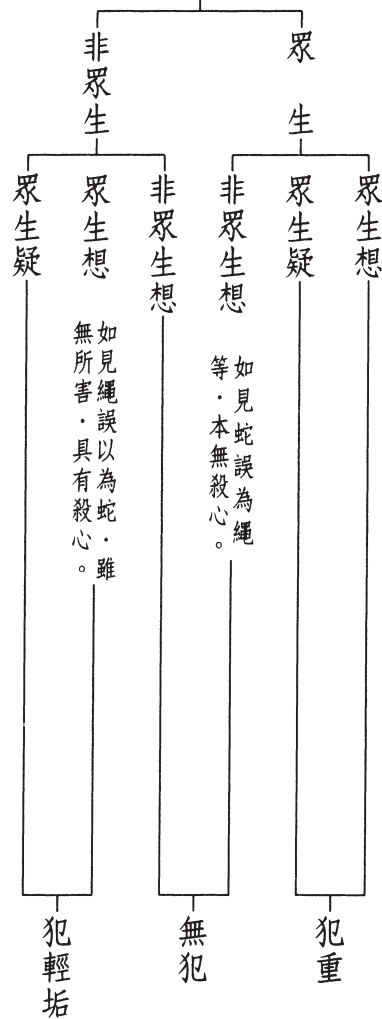 眾生
非眾生
眾生想
眾生疑
非眾生想
非眾生想
眾生想
眾生疑
如見蛇誤為繩
等．本無殺心。
如見繩誤以為蛇．雖
無所害．具有殺心。
犯重
無犯
犯輕垢